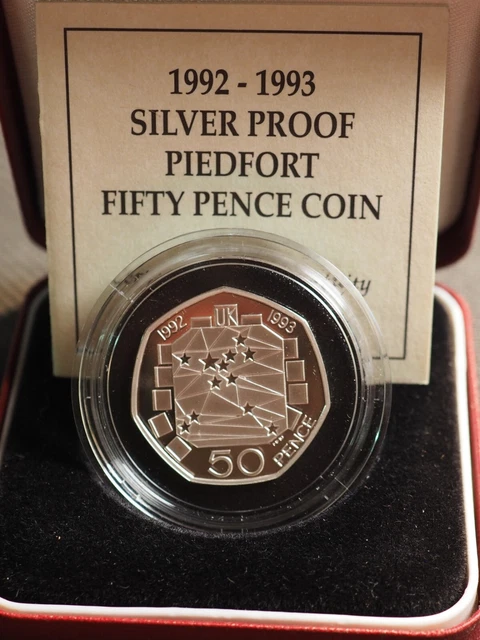 1992 - 1993
SILVER PROOF
PIEDFORT
FIFTY PENCE COIN
1992 UK 1993
50 PENCE